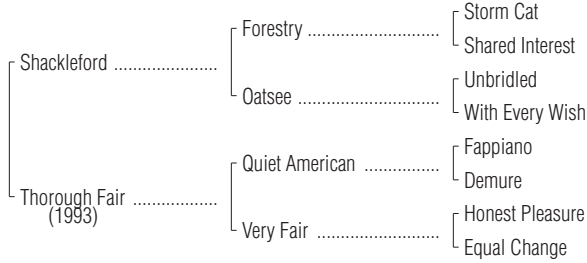 Storm Cat
Forestry ..........................
Shared Interest
Shackleford .....................
Unbridled
Oatsee .............................
With Every Wish
Fappiano
Quiet American ...............
Demure
Thorough Fair .................
(1993)
Honest Pleasure
Very Fair .........................
Equal Change